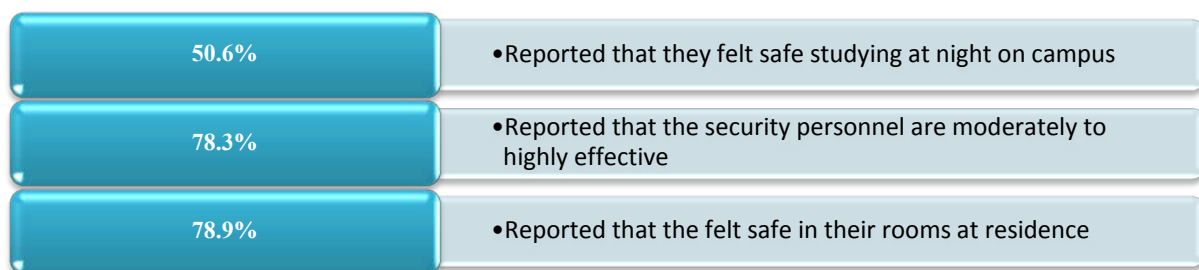 50.6%
•Reported that they felt safe studying at night on campus
78.3%
•Reported that the security personnel are moderately to
highly effective
78.9%
•Reported that the felt safe in their rooms at residence